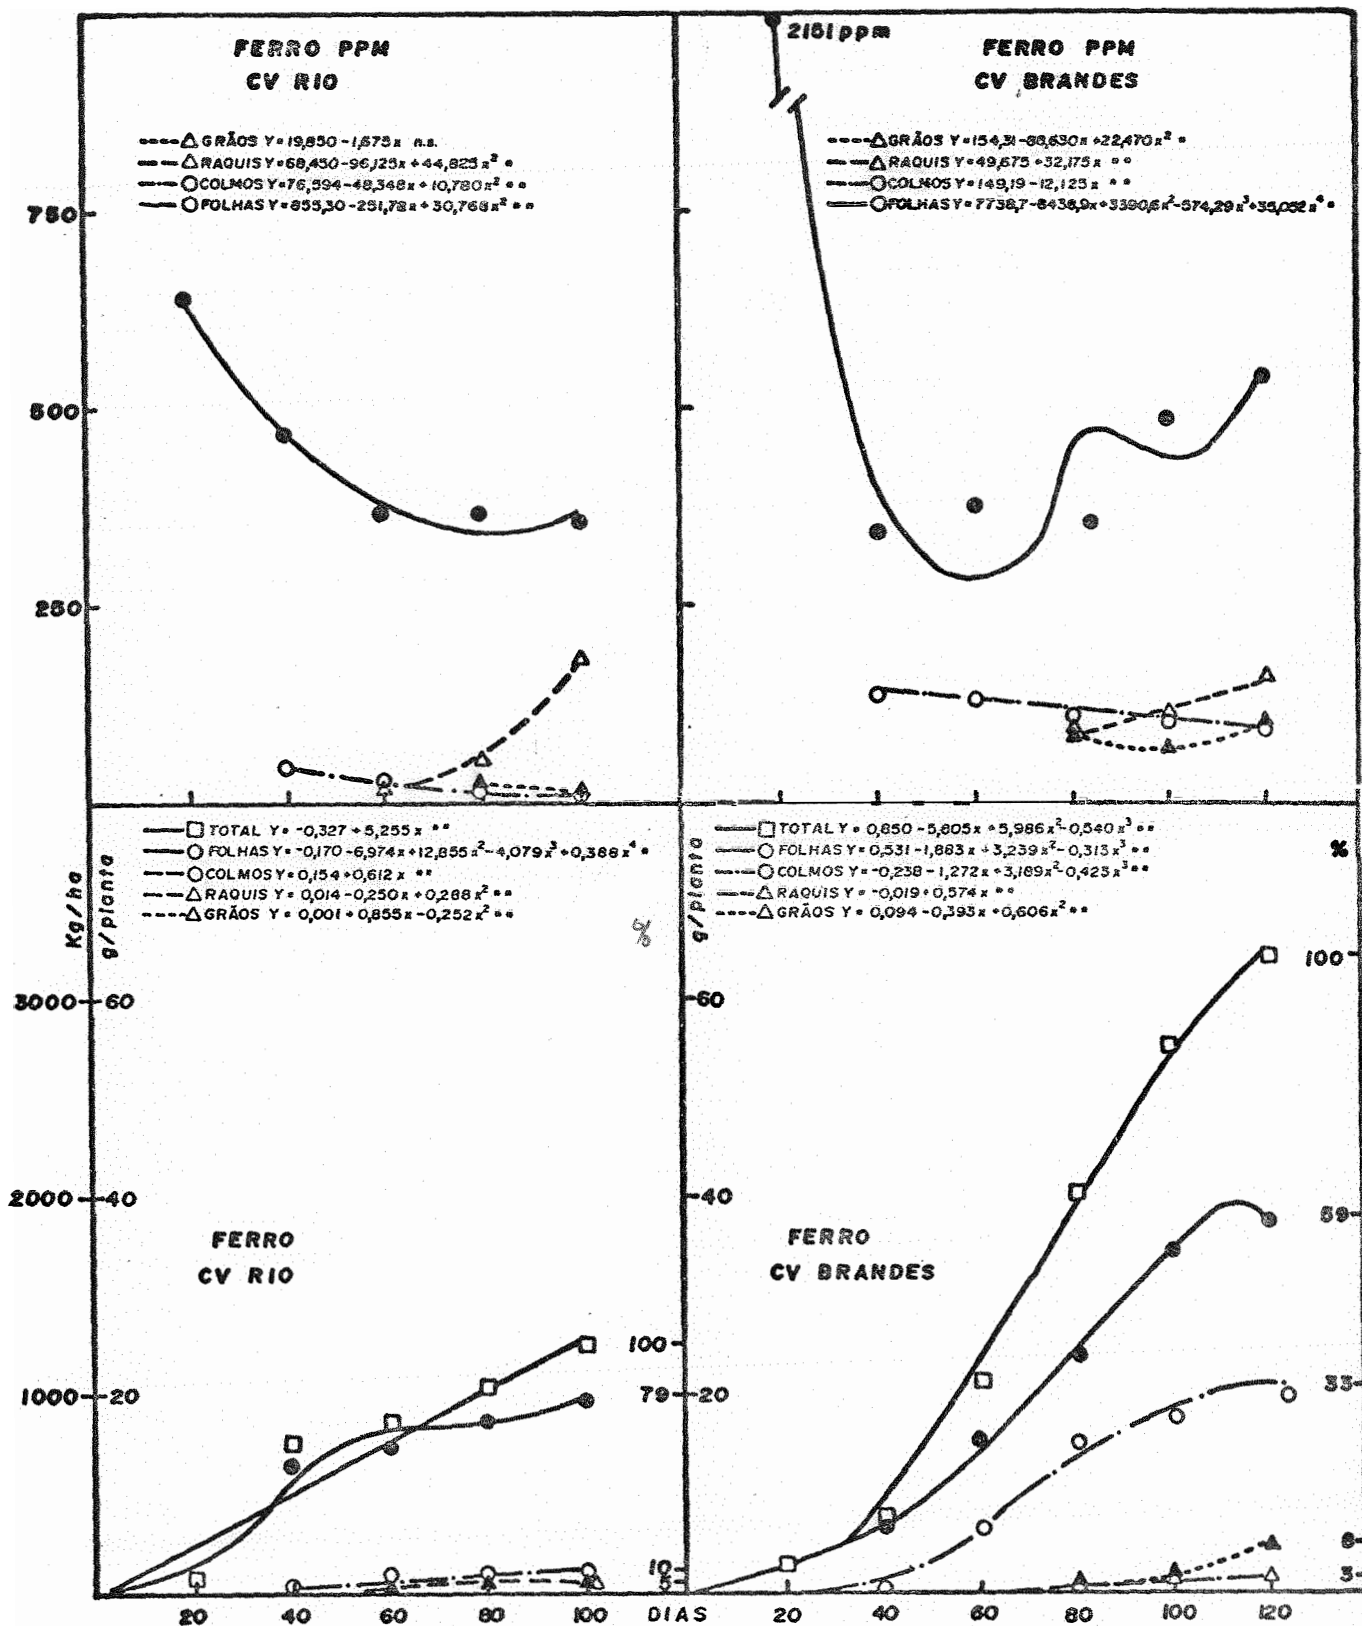 FERRO PPM
CV RIO
GRÃOS Y=19,850-1,675x n.s.
RAQUIS Y=68,450-96,125x+44,825x² *
COLMOS Y=76,594-48,348x+10,780x² **
FOLHAS Y=855,30-251,78x+30,768x² **
750
500
250
2151 ppm
FERRO PPM
CV BRANDES
GRÃOS Y=154,31-88,630x+22,470x² *
RAQUIS Y=49,675+32,175x **
COLMOS Y=149,19-12,125x **
FOLHAS Y=7738,7-8438,9x+3390,6x²-574,29x³+35,052x⁴ *
TOTAL Y=-0,327+5,255x **
FOLHAS Y=-0,170-6,974x+12,855x²-4,079x³+0,388x⁴ *
COLMOS Y=0,154+0,612x **
RAQUIS Y=0,014-0,250x+0,288x² **
GRÃOS Y=0,001+0,855x-0,252x² **
Kg/ha
g/planta
%
3000 60
2000 40
1000 20
FERRO
CV RIO
100
79
10
5
20 40 60 80 100 DIAS
TOTAL Y=0,850-5,805x+5,986x²-0,540x³ **
FOLHAS Y=0,531-1,883x+3,239x²-0,313x³ **
COLMOS Y=-0,238-1,272x+3,189x²-0,423x³ **
RAQUIS Y=-0,019+0,574x **
GRÃOS Y=0,094-0,393x+0,606x² **
g/planta
%
60
40
20
FERRO
CV BRANDES
100
59
33
3
20 40 60 80 100 120